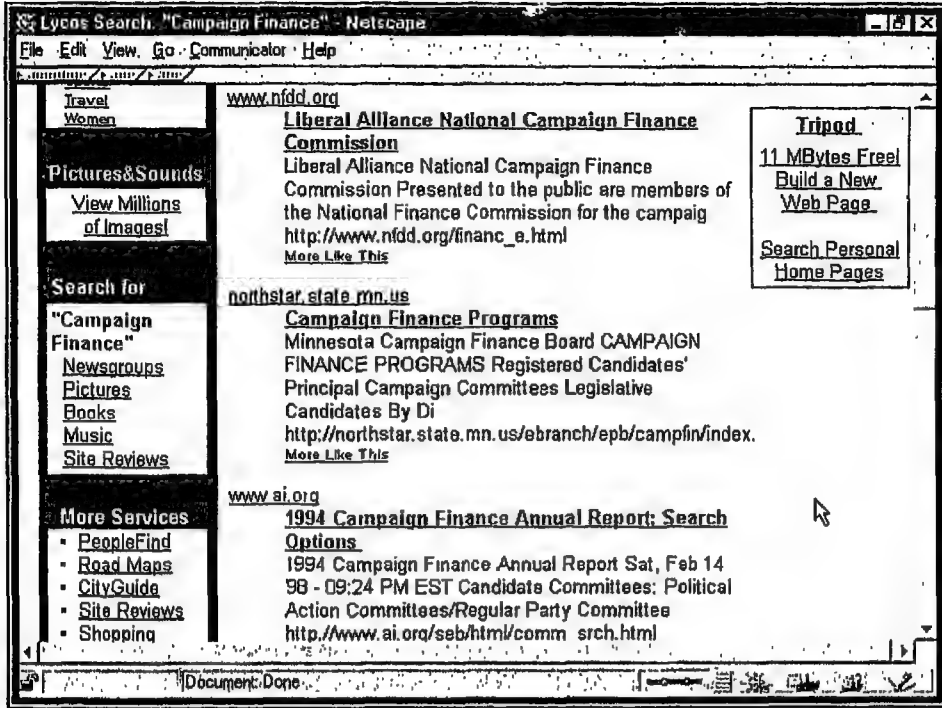 Lycos Search. "Campaign Finance" - Netscape
File Edit View Go Communicator Help
Travel
Women
Pictures&Sounds
View Millions
of Images!
Search for
"Campaign
Finance"
Newsgroups
Pictures
Books
Music
Site Reviews
More Services
PeopleFind
Road Maps
CityGuide
Site Reviews
Shopping
www.nfdd.org
Liberal Alliance National Campaign Finance
Commission
Liberal Alliance National Campaign Finance
Commission Presented to the public are members of
the National Finance Commission for the campaig
http://www.nfdd.org/financ_e.html
More Like This
northstar.state.mn.us
Campaign Finance Programs
Minnesota Campaign Finance Board CAMPAIGN
FINANCE PROGRAMS Registered Candidates'
Principal Campaign Committees Legislative
Candidates By Di
http://northstar.state.mn.us/ebranch/epb/campfin/index.
More Like This
www.ai.org
1994 Campaign Finance Annual Report: Search
Options
1994 Campaign Finance Annual Report Sat, Feb 14
98 - 09:24 PM EST Candidate Committees: Political
Action Committees/Regular Party Committee
http://www.ai.org/seb/html/comm_srch.html
Tripod
11 MBytes Free!
Build a New
Web Page
Search Personal
Home Pages
Document: Done